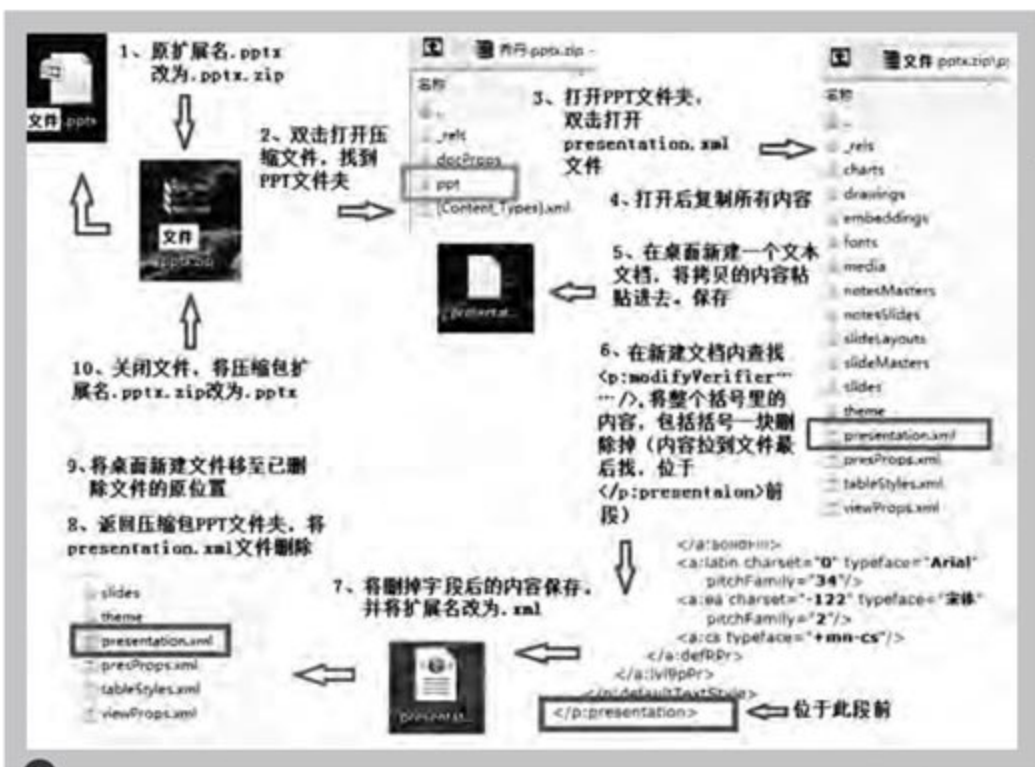 1、原扩展名.pptx
改为.pptx.zip
文件.pptx
2、双击打开压
缩文件，找到
PPT文件夹
文件
pptx.zip
秀丹.pptx.zip
名称
_rels
docProps
ppt
[Content_Types].xml
3、打开PPT文件夹，
双击打开
presentation.xml
文件
4、打开后复制所有内容
5、在桌面新建一个文本
文档，将拷贝的内容粘
贴进去。保存
presentat...
6、在新建文档内查找
<p:modifyVerifier…
…/>,将整个括号里的
内容，包括括号一块删
除掉（内容拉到文件最
后找，位于
</p:presentaion>前
段）
文件.pptx.zip\p
名称
_rels
charts
drawings
embeddings
fonts
media
notesMasters
notesSlides
slideLayouts
slideMasters
slides
theme
presentation.xml
presProps.xml
tableStyles.xml
viewProps.xml
</a:solidFill>
<a:latin charset="0" typeface="Arial"
pitchFamily="34"/>
<a:ea charset="-122" typeface="宋体"
pitchFamily="2"/>
<a:cs typeface="+mn-cs"/>
</a:defRPr>
</a:lvl9pPr>
</p:defaultTextStyle>
</p:presentation>
位于此段前
7、将删掉字段后的内容保存，
并将扩展名改为.xml
presentat...
8、返回压缩包PPT文件夹，将
presentation.xml文件删除
slides
theme
presentation.xml
presProps.xml
tableStyles.xml
viewProps.xml
9、将桌面新建文件移至已删
除文件的原位置
10、关闭文件，将压缩包扩
展名.pptx.zip改为.pptx